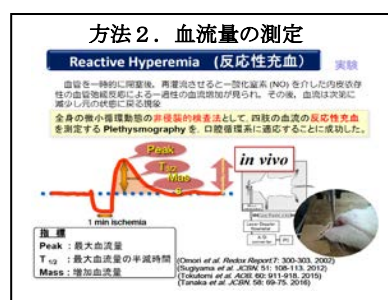 方法２．血流量の測定
Reactive Hyperemia (反応性充血)
実験
血管を一時的に閉塞後、再灌流させると一酸化窒素 (NO) を介した内皮依存
性の血管弛緩反応による一過性の血流増加が見られ、その後、血流は次第に
減少し元の状態に戻る現象
全身の微小循環動態の非侵襲的検査法として、四肢の血流の反応性充血
を測定する Plethysmography を、口腔循環系に適応することに成功した。
Peak
T 1/2
Mas
s
in vivo
1 min ischemia
指 標
Peak ：最大血流量
T 1/2 ：最大血流量の半減時間
Mass：増加血流量
(Omori et al. Redox Report,7: 300-303, 2002)
(Sugiyama et al. JCBN. 51: 108-113. 2012)
(Tokutomi et al. JCIB. 60: 911-918, 2015)
(Tanaka et al. JCBN. 58: 69-75. 2016)